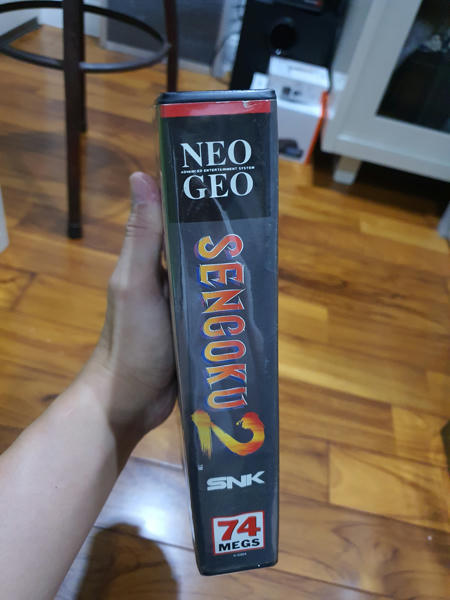 NEO
ADVANCED ENTERTAINMENT SYSTEM
GEO
SENGOKU 2
SNK
74
MEGS